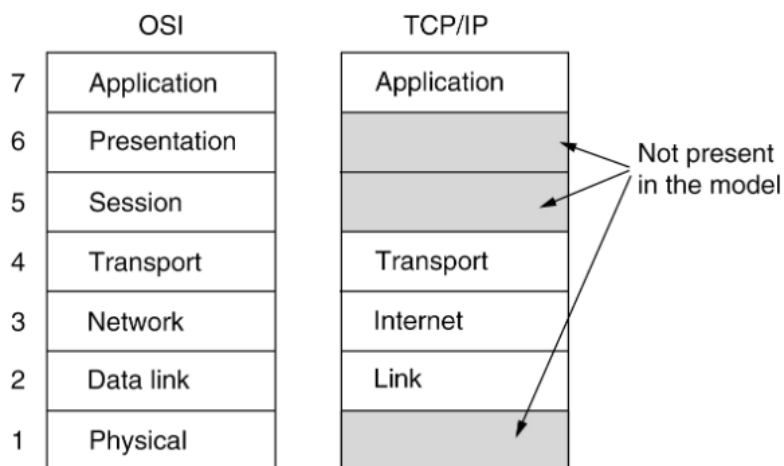 OSI TCP/IP
7 Application Application
6 Presentation
5 Session
Not present
in the model
4 Transport Transport
3 Network Internet
2 Data link Link
1 Physical